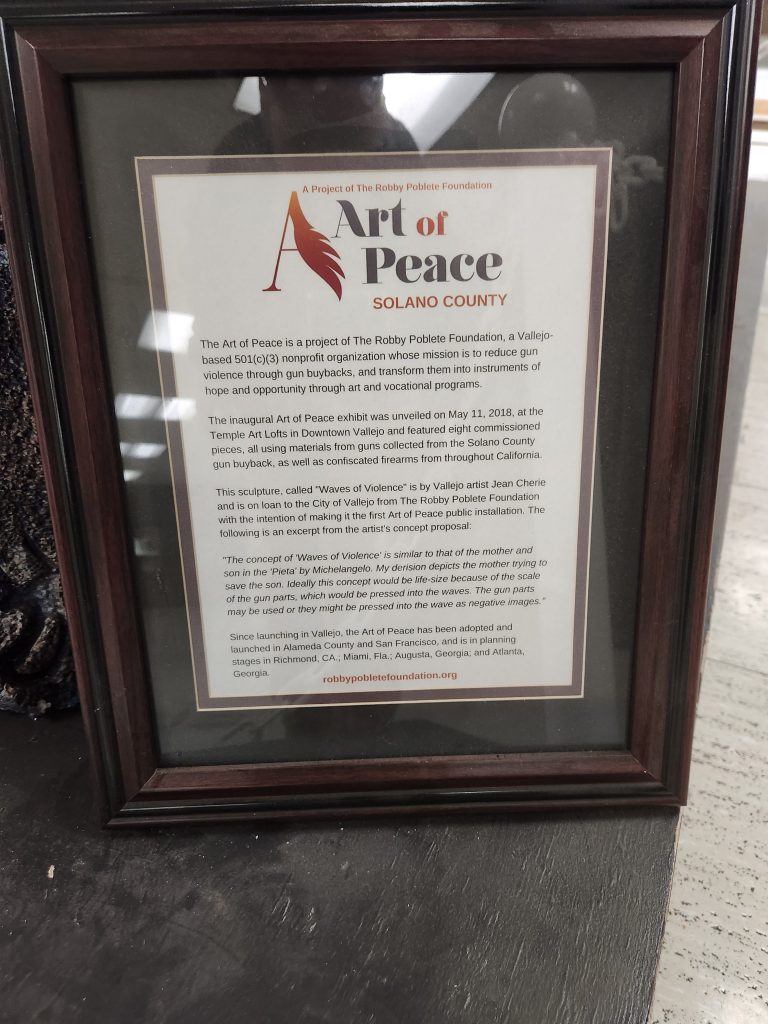 A Project of The Robby Poblete Foundation
Art of
Peace
SOLANO COUNTY
The Art of Peace is a project of The Robby Poblete Foundation, a Vallejo-
based 501(c)(3) nonprofit organization whose mission is to reduce gun
violence through gun buybacks, and transform them into instruments of
hope and opportunity through art and vocational programs.
The inaugural Art of Peace exhibit was unveiled on May 11, 2018, at the
Temple Art Lofts in Downtown Vallejo and featured eight commissioned
pieces, all using materials from guns collected from the Solano County
gun buyback, as well as confiscated firearms from throughout California.
This sculpture, called "Waves of Violence" is by Vallejo artist Jean Cherie
and is on loan to the City of Vallejo from The Robby Poblete Foundation
with the intention of making it the first Art of Peace public installation. The
following is an excerpt from the artist's concept proposal:
"The concept of 'Waves of Violence' is similar to that of the mother and
son in the 'Pieta' by Michelangelo. My derision depicts the mother trying to
save the son. Ideally this concept would be life-size because of the scale
of the gun parts, which would be pressed into the waves. The gun parts
may be used or they might be pressed into the wave as negative images."
Since launching in Vallejo, the Art of Peace has been adopted and
launched in Alameda County and San Francisco, and is in planning
stages in Richmond, CA.; Miami, Fla.; Augusta, Georgia; and Atlanta,
Georgia.
robbypobletefoundation.org